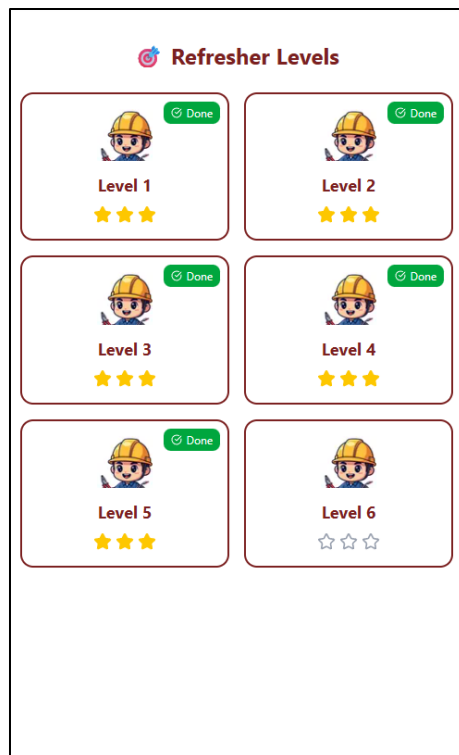 Refresher Levels
Done
Level 1
Done
Level 2
Done
Level 3
Done
Level 4
Done
Level 5
Level 6